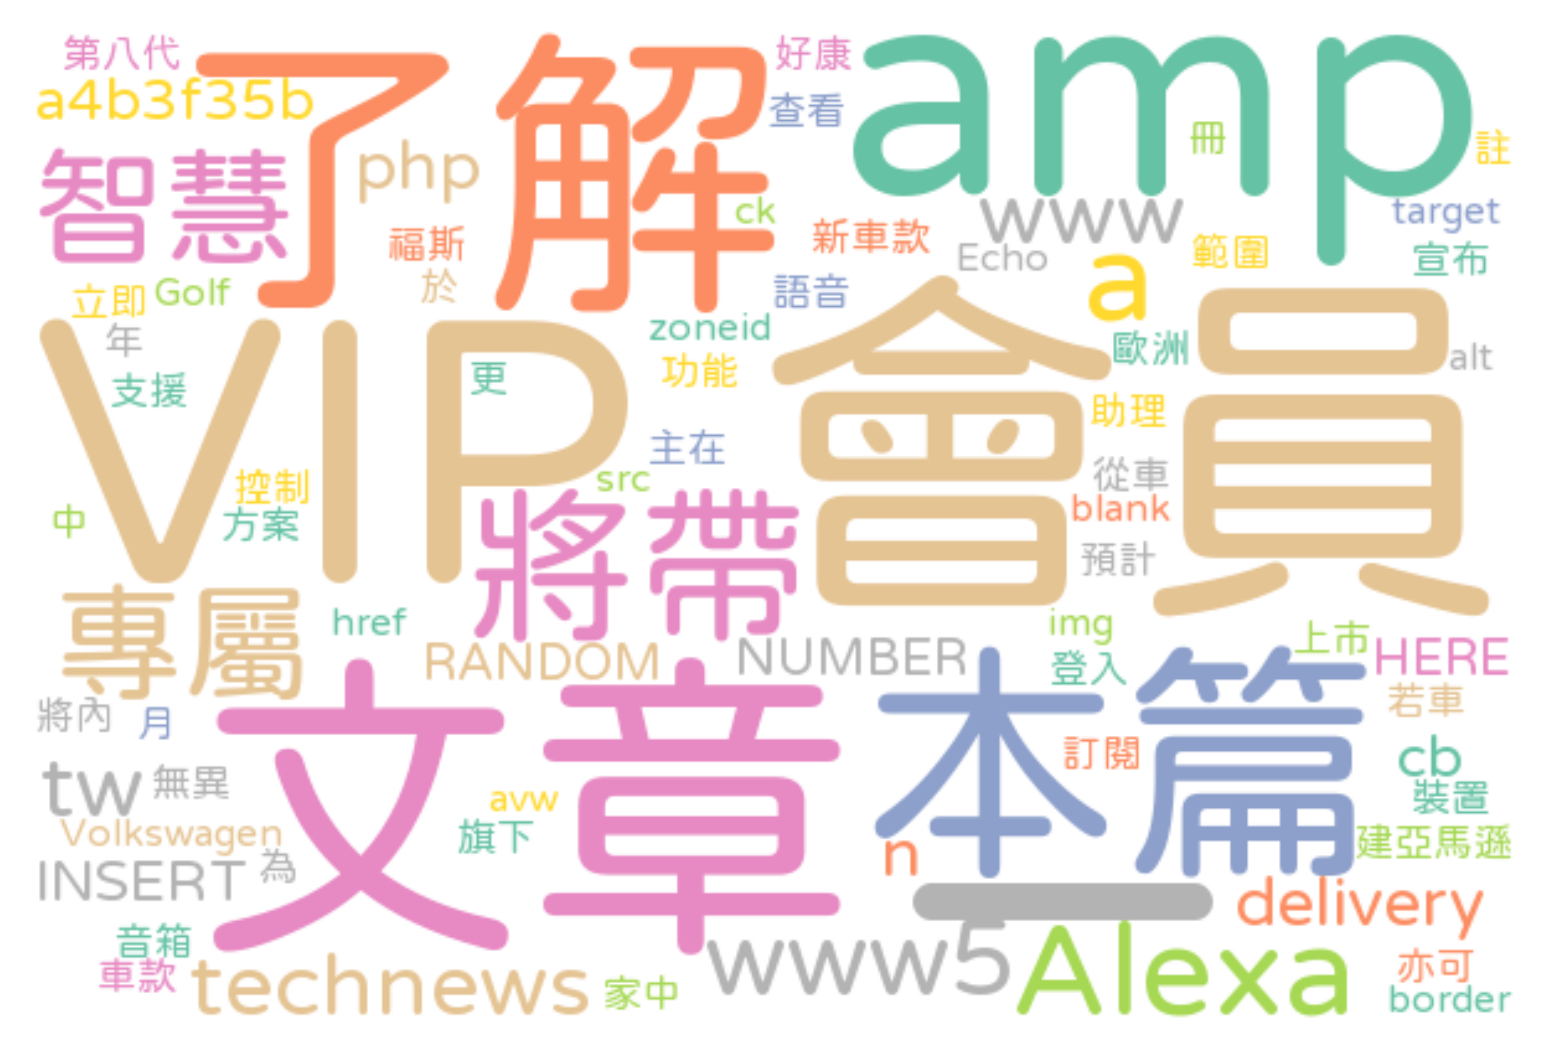 第八代
了解
好康
amp
a4b3f35b
查看
冊
註
智慧
php
ck
www
target
福斯
新車款
Echo
範圍
宣布
於
立即
Golf
語音
a
年
VIP
zoneid
會員
歐洲
alt
支援
更
功能
助理
主在
控制
src
從車
中
方案
將帶
blank
預計
專屬
href
img
上市
RANDOM
NUMBER
登入
HERE
將內
月
文章
本篇
若車
訂閱
cb
tw
無異
avw
裝置
Volkswagen
旗下
n
建亞馬遜
INSERT
為
一
delivery
音箱
www5
Alexa
車款
technews
家中
亦可
border